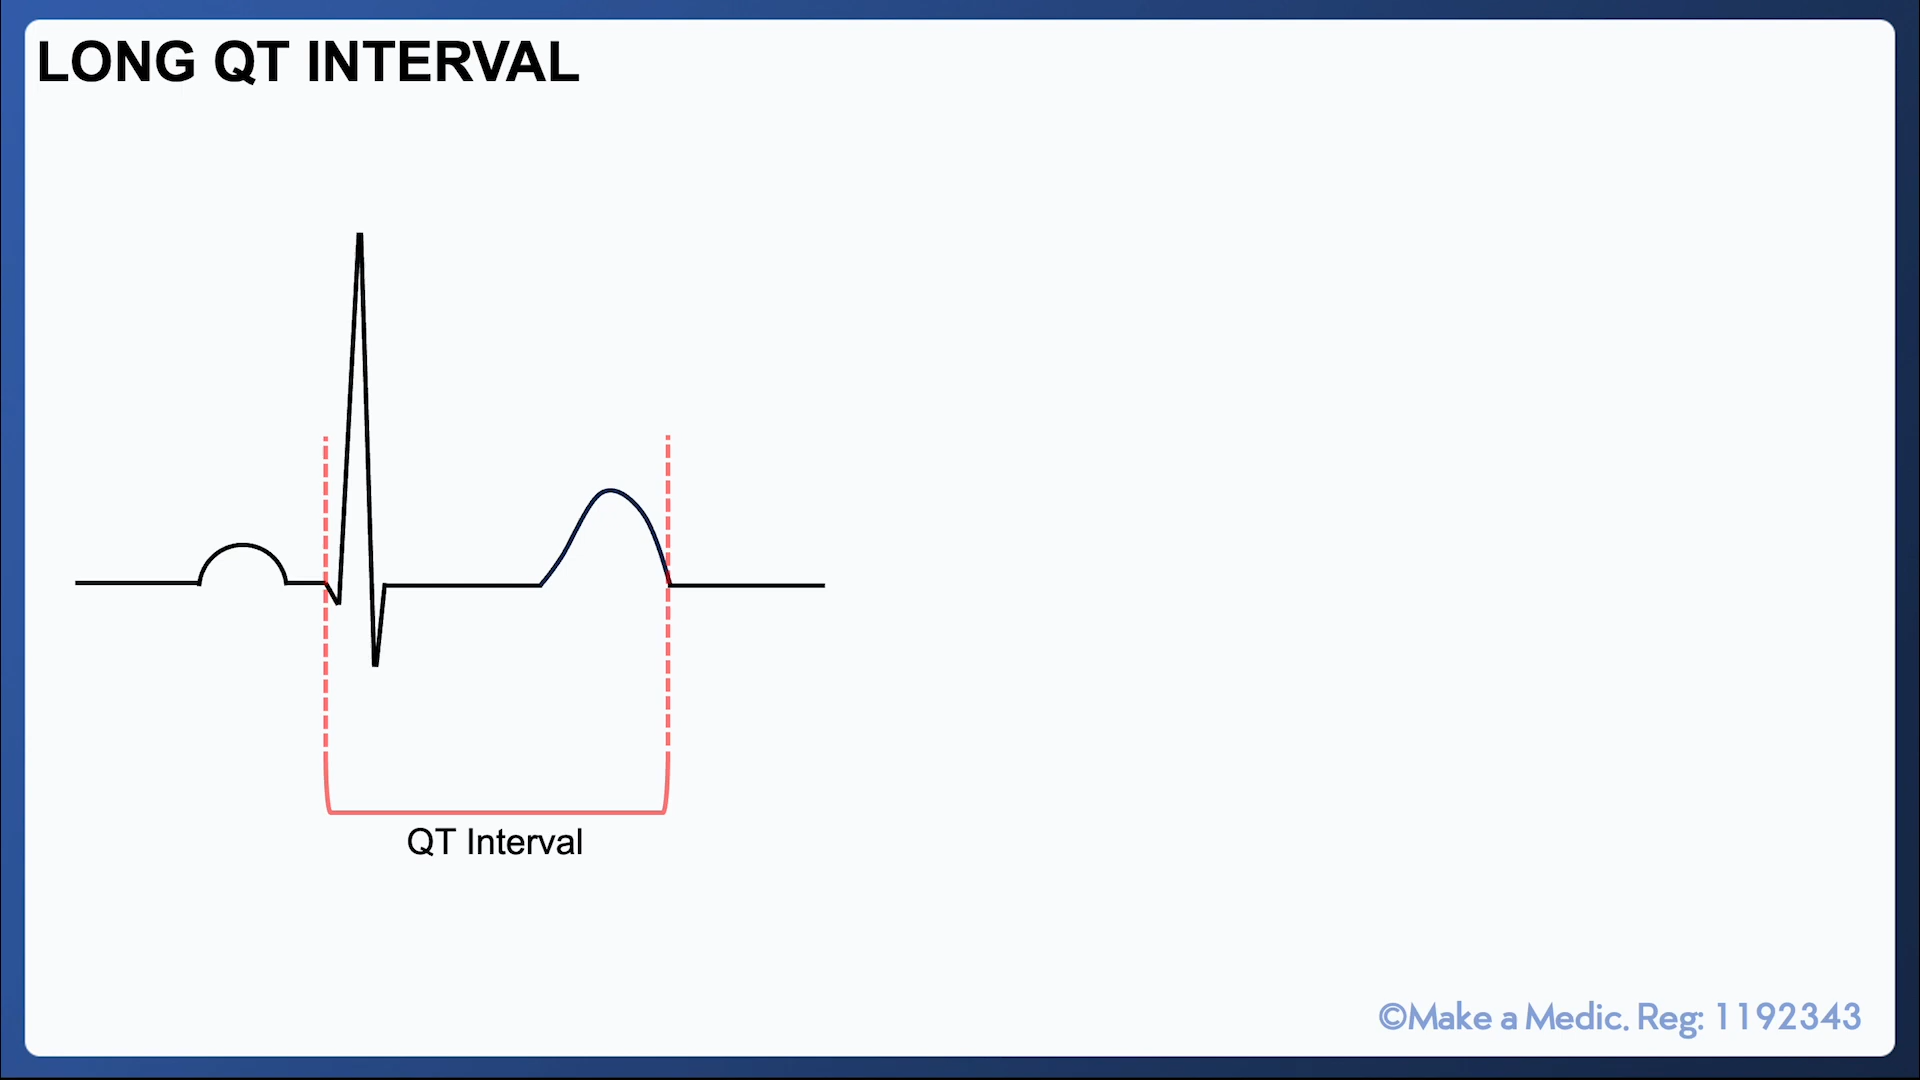 LONG QT INTERVAL
QT Interval
©Make a Medic. Reg: 1192343